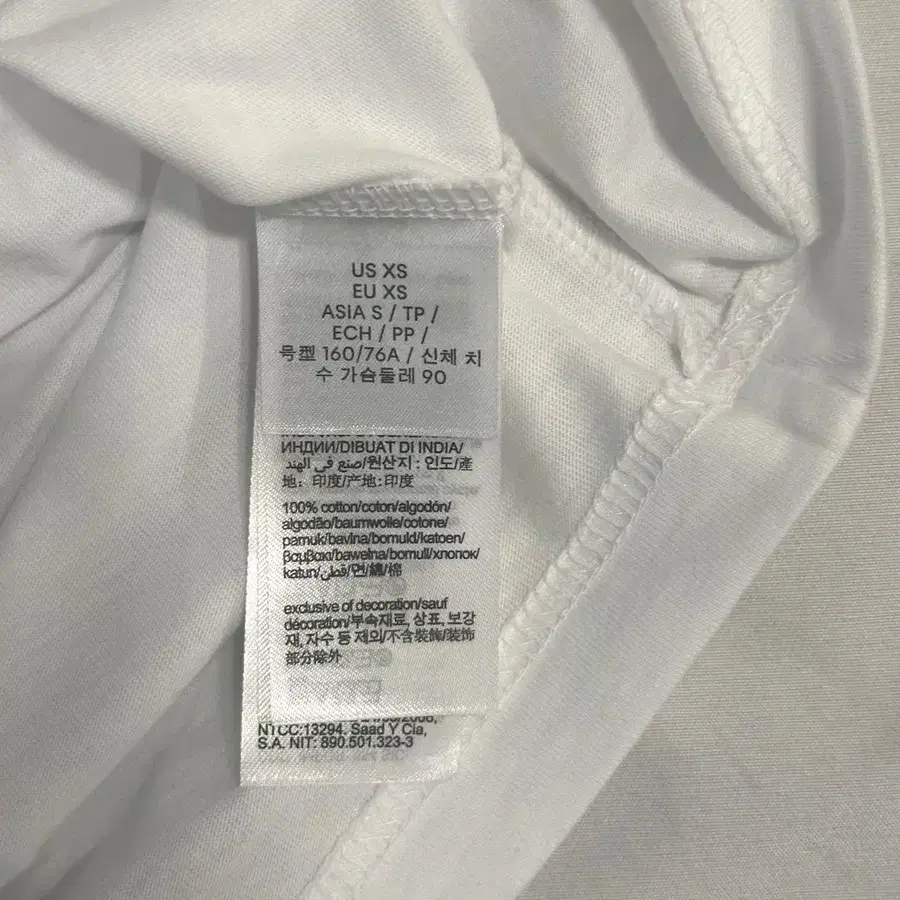 US XS
EU XS
ASIA S / TP /
ECH / PP /
号型 160/76A / 신체 치
수 가슴둘레 90
ИНДИИ/DIBUAT DI INDIA/
صنع في الهند/원산지 : 인도/產
地: 印度/产地:印度
100% cotton/coton/algodón/
algodão/baumwolle/cotone/
pamuk/bavlna/bomuld/katoen/
βαμβακι/bawełna/bomull/хлопок/
katun/قطن/면/綿/棉
exclusive of decoration/sauf
décoration/부속재료, 상표, 보강
재, 자수 등 제외/不含裝飾/装饰
部分除外
NTCC:13294. Saad Y Cia,
S.A. NIT: 890.501.323-3